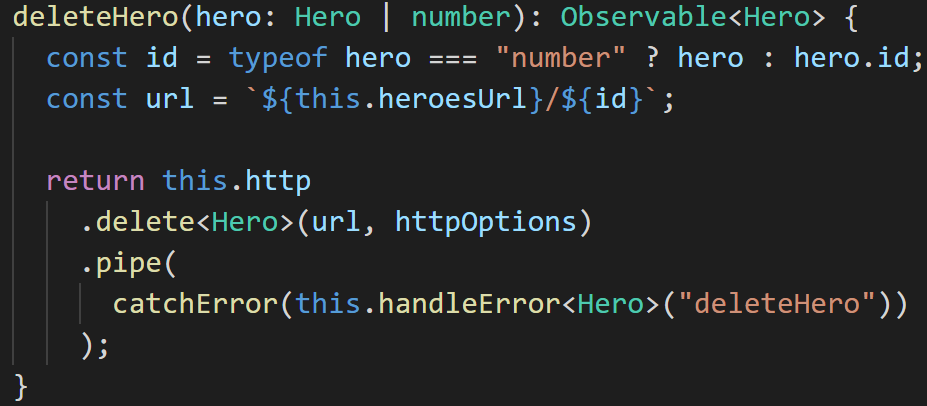 deleteHero(hero: Hero | number): Observable<Hero> {
  const id = typeof hero === "number" ? hero : hero.id;
  const url = `${this.heroesUrl}/${id}`;

  return this.http
    .delete<Hero>(url, httpOptions)
    .pipe(
      catchError(this.handleError<Hero>("deleteHero"))
    );
}